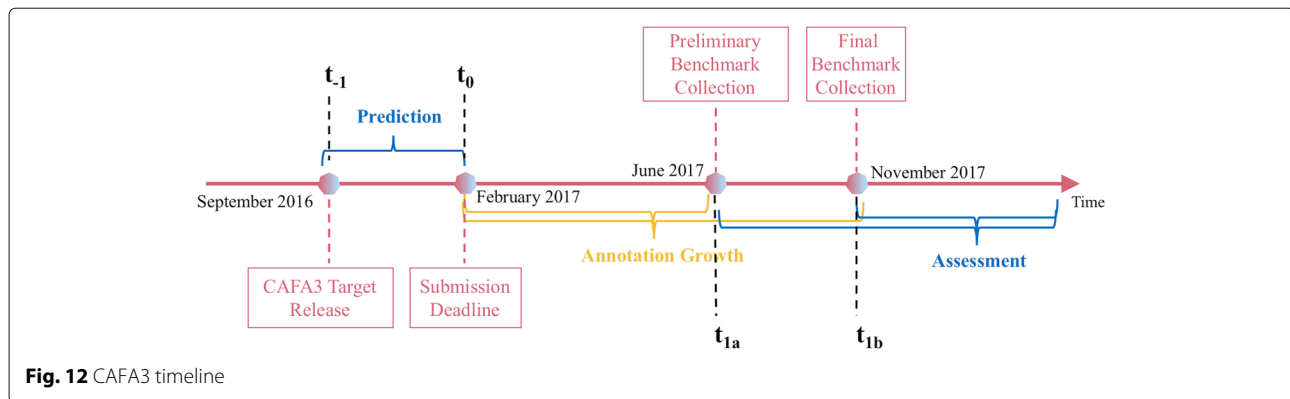 Preliminary
Benchmark
Collection
Final
Benchmark
Collection
t-1
t0
Prediction
June 2017
November 2017
September 2016
February 2017
Time
Annotation Growth
Assessment
CAFA3 Target
Release
Submission
Deadline
t1a
t1b
Fig. 12 CAFA3 timeline